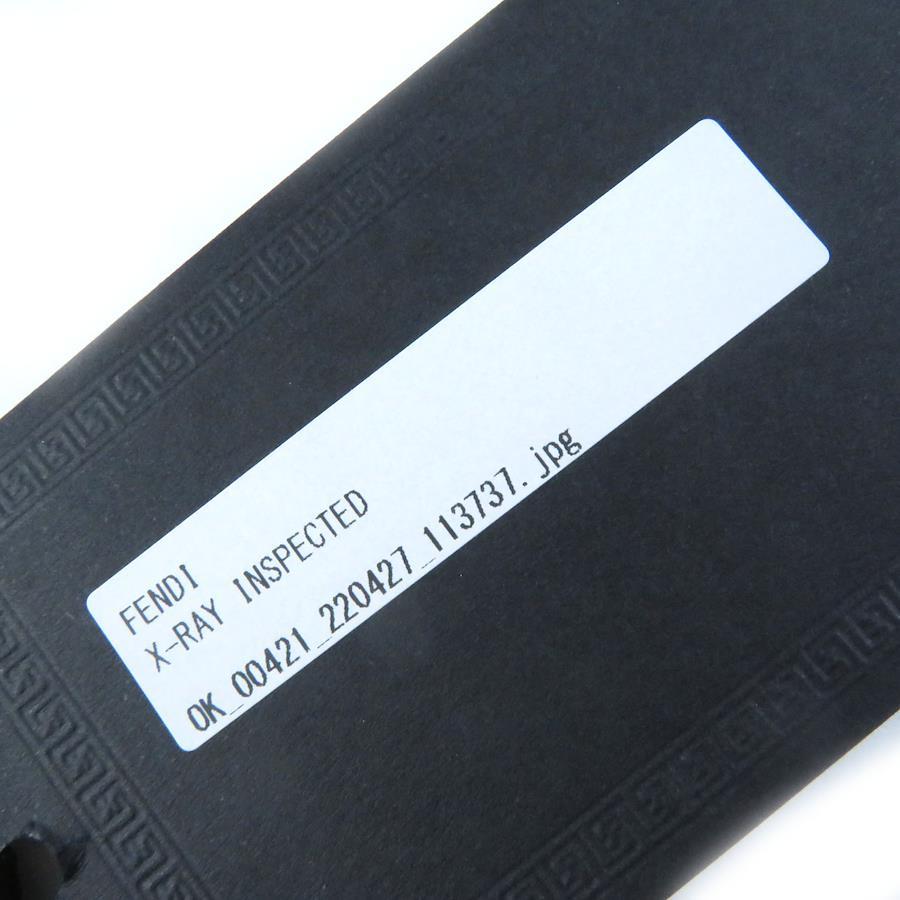 FENDI
X-RAY INSPECTED
OK_00421_220427_113737.jpg